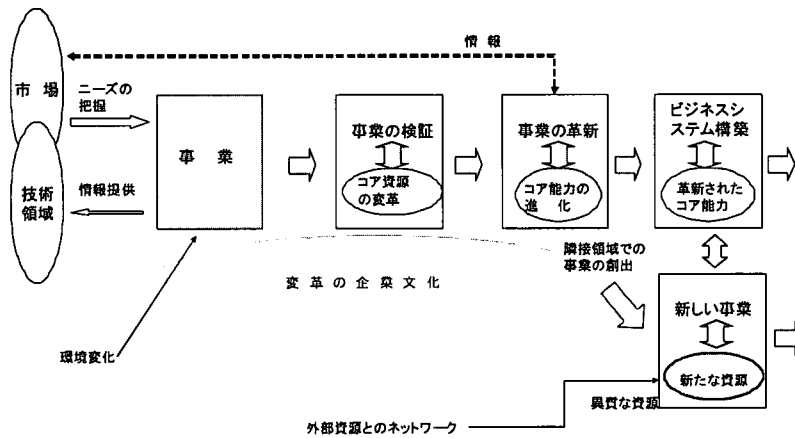 情 報
市 場
ニーズの
把握
事 業
事業の検証
コア資源
の変革
事業の革新
コア能力の
進 化
ビジネスシ
ステム構築
革新された
コア能力
技術
領域
情報提供
隣接領域での
事業の創出
変 革 の 企 業 文 化
新しい事業
新たな資源
環境変化
異質な資源
外部資源とのネットワーク